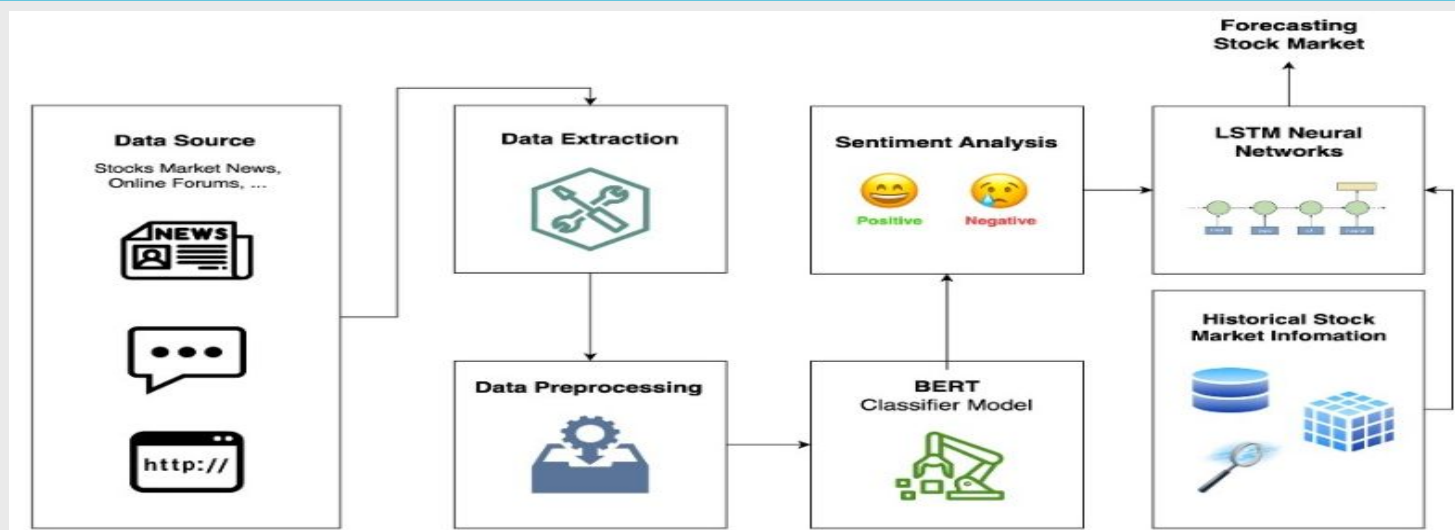 Forecasting
Stock Market
Data Source
Stocks Market News,
Online Forums, ...
NEWS
http://
Data Extraction
Data Preprocessing
Sentiment Analysis
Positive
Negative
BERT
Classifier Model
LSTM Neural
Networks
Historical Stock
Market Infomation